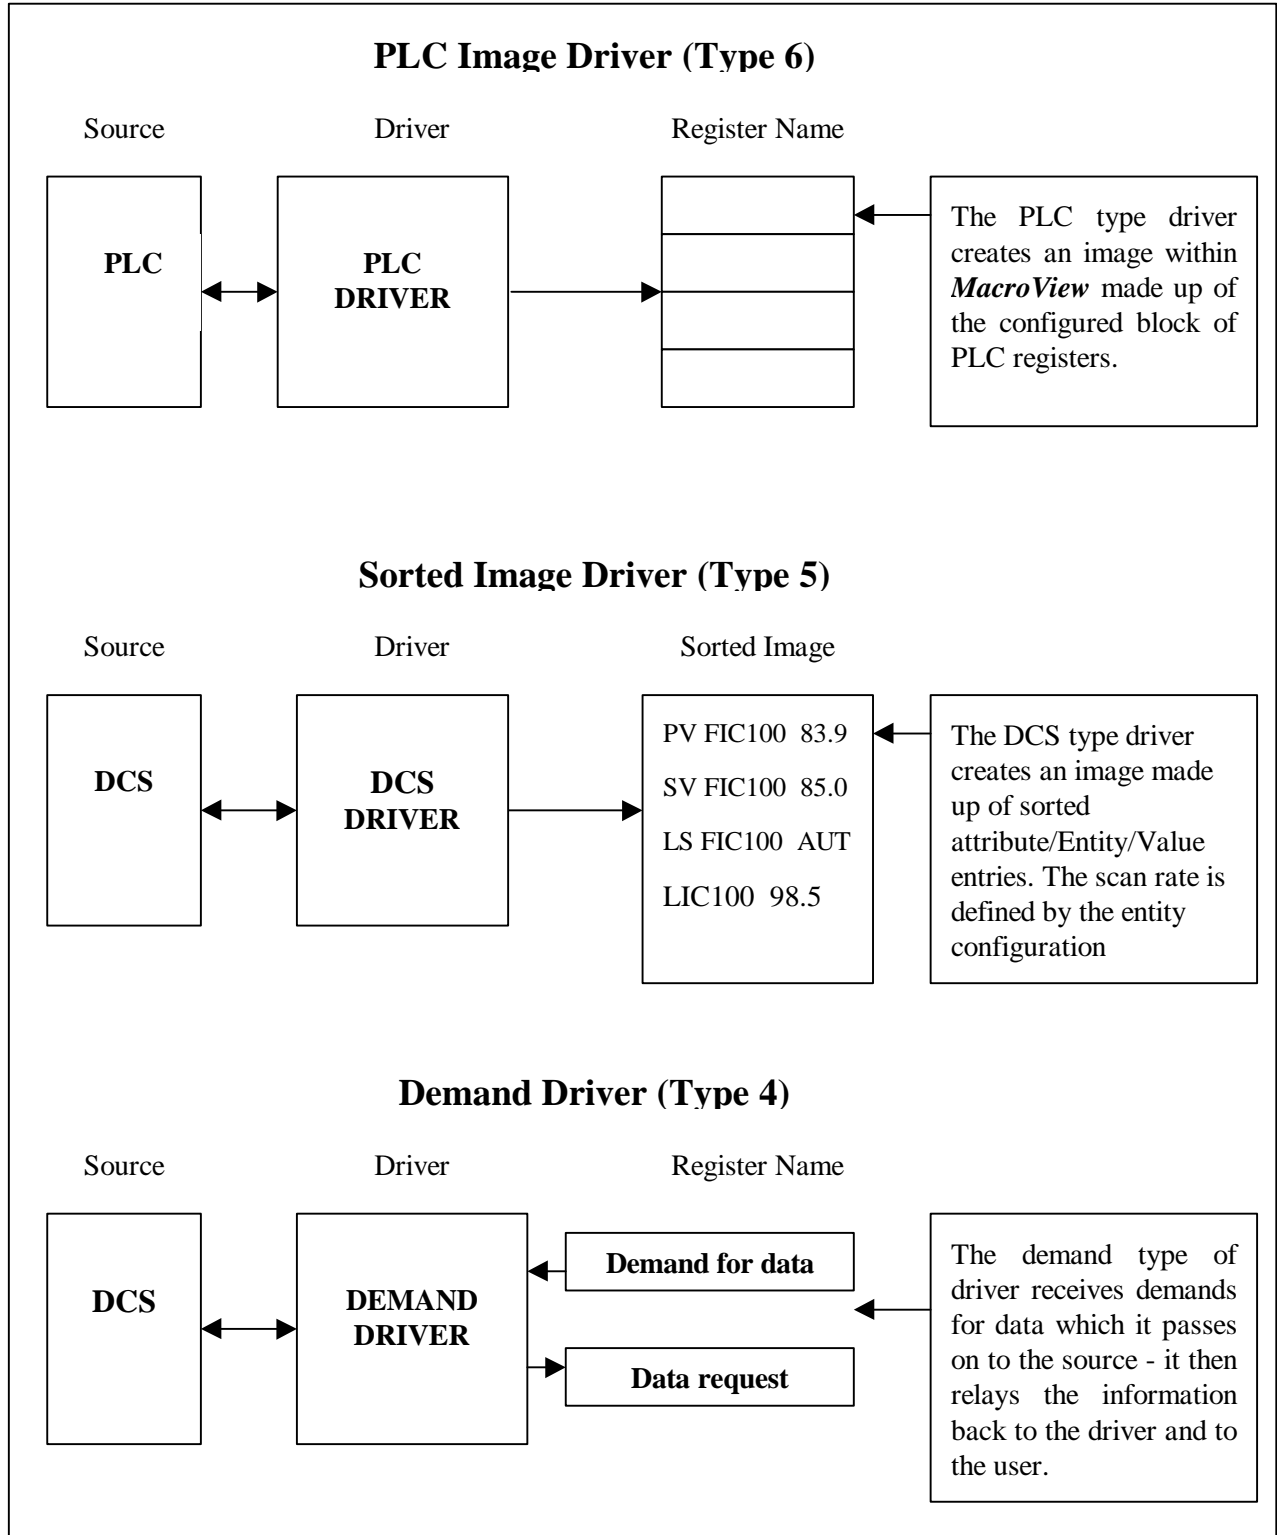 PLC Image Driver (Type 6)
Source Driver Register Name
PLC
PLC
DRIVER
The PLC type driver
creates an image within
MacroView made up of
the configured block of
PLC registers.
Sorted Image Driver (Type 5)
Source Driver Sorted Image
DCS
DCS
DRIVER
PV FIC100 83.9
SV FIC100 85.0
LS FIC100 AUT
LIC100 98.5
The DCS type driver
creates an image made
up of sorted
attribute/Entity/Value
entries. The scan rate is
defined by the entity
configuration
Demand Driver (Type 4)
Source Driver Register Name
DCS
DEMAND
DRIVER
Demand for data
Data request
The demand type of
driver receives demands
for data which it passes
on to the source - it then
relays the information
back to the driver and to
the user.